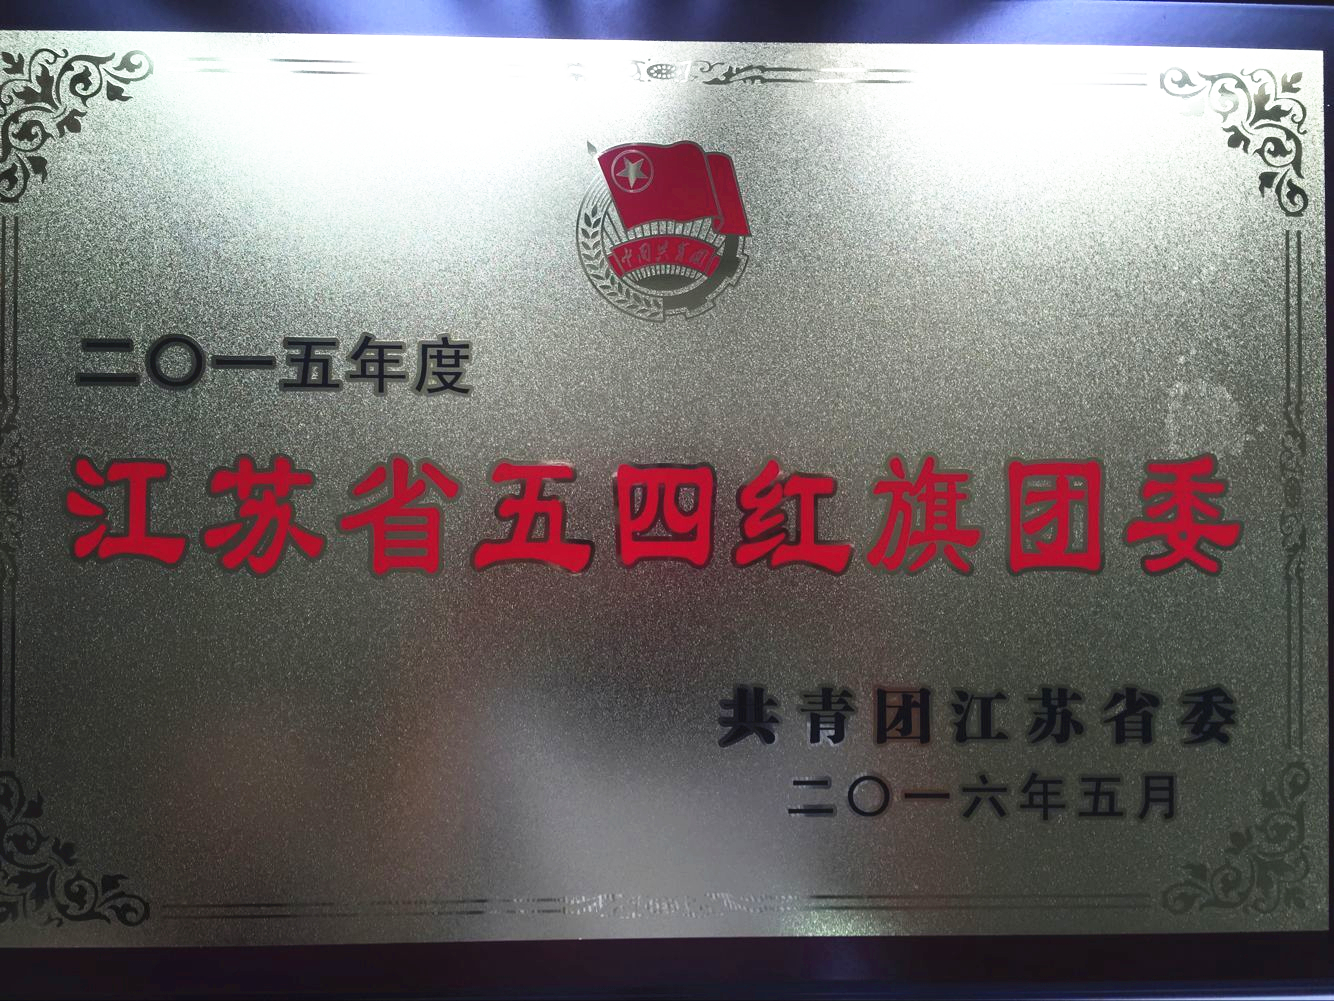 中国共青团
二〇一五年度
江苏省五四红旗团委
共青团江苏省委
二〇一六年五月